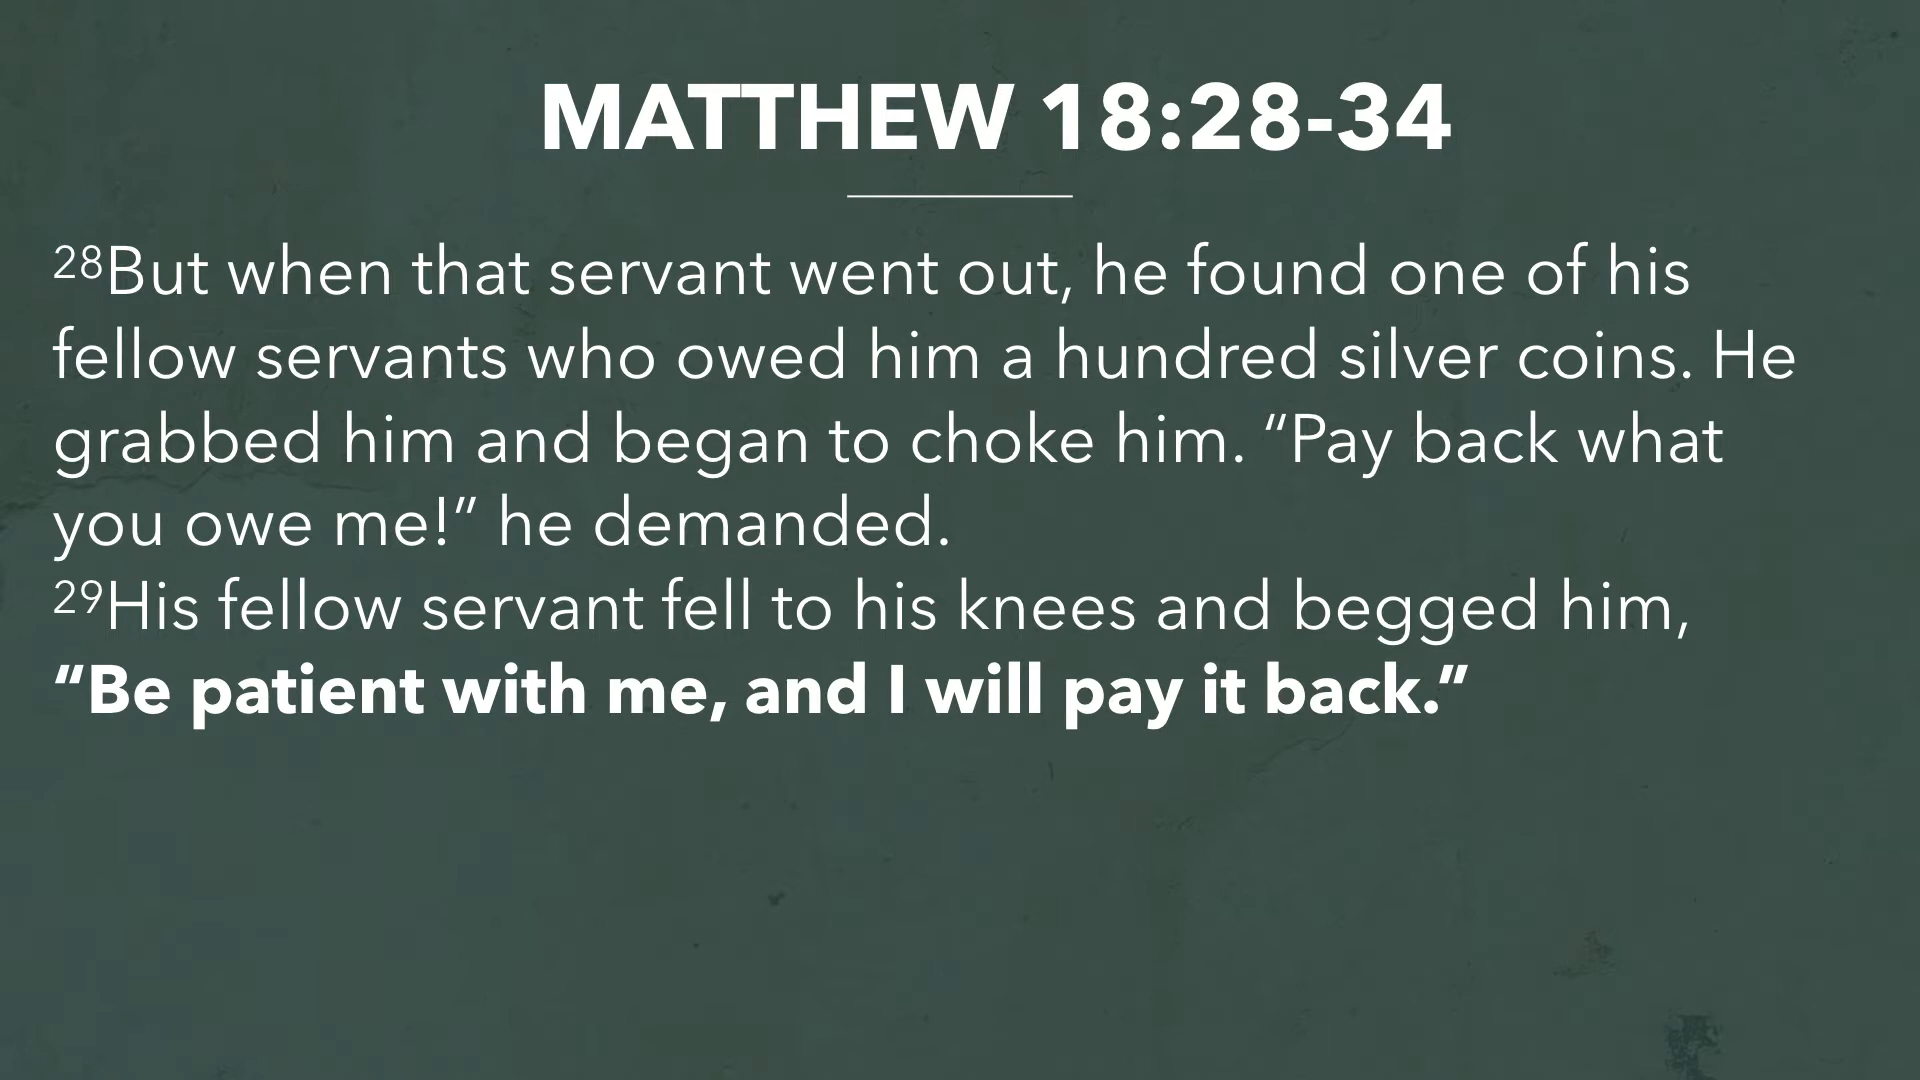 MATTHEW 18:28-34
28But when that servant went out, he found one of his
fellow servants who owed him a hundred silver coins. He
grabbed him and began to choke him. “Pay back what
you owe me!” he demanded.
29His fellow servant fell to his knees and begged him,
“Be patient with me, and I will pay it back.”